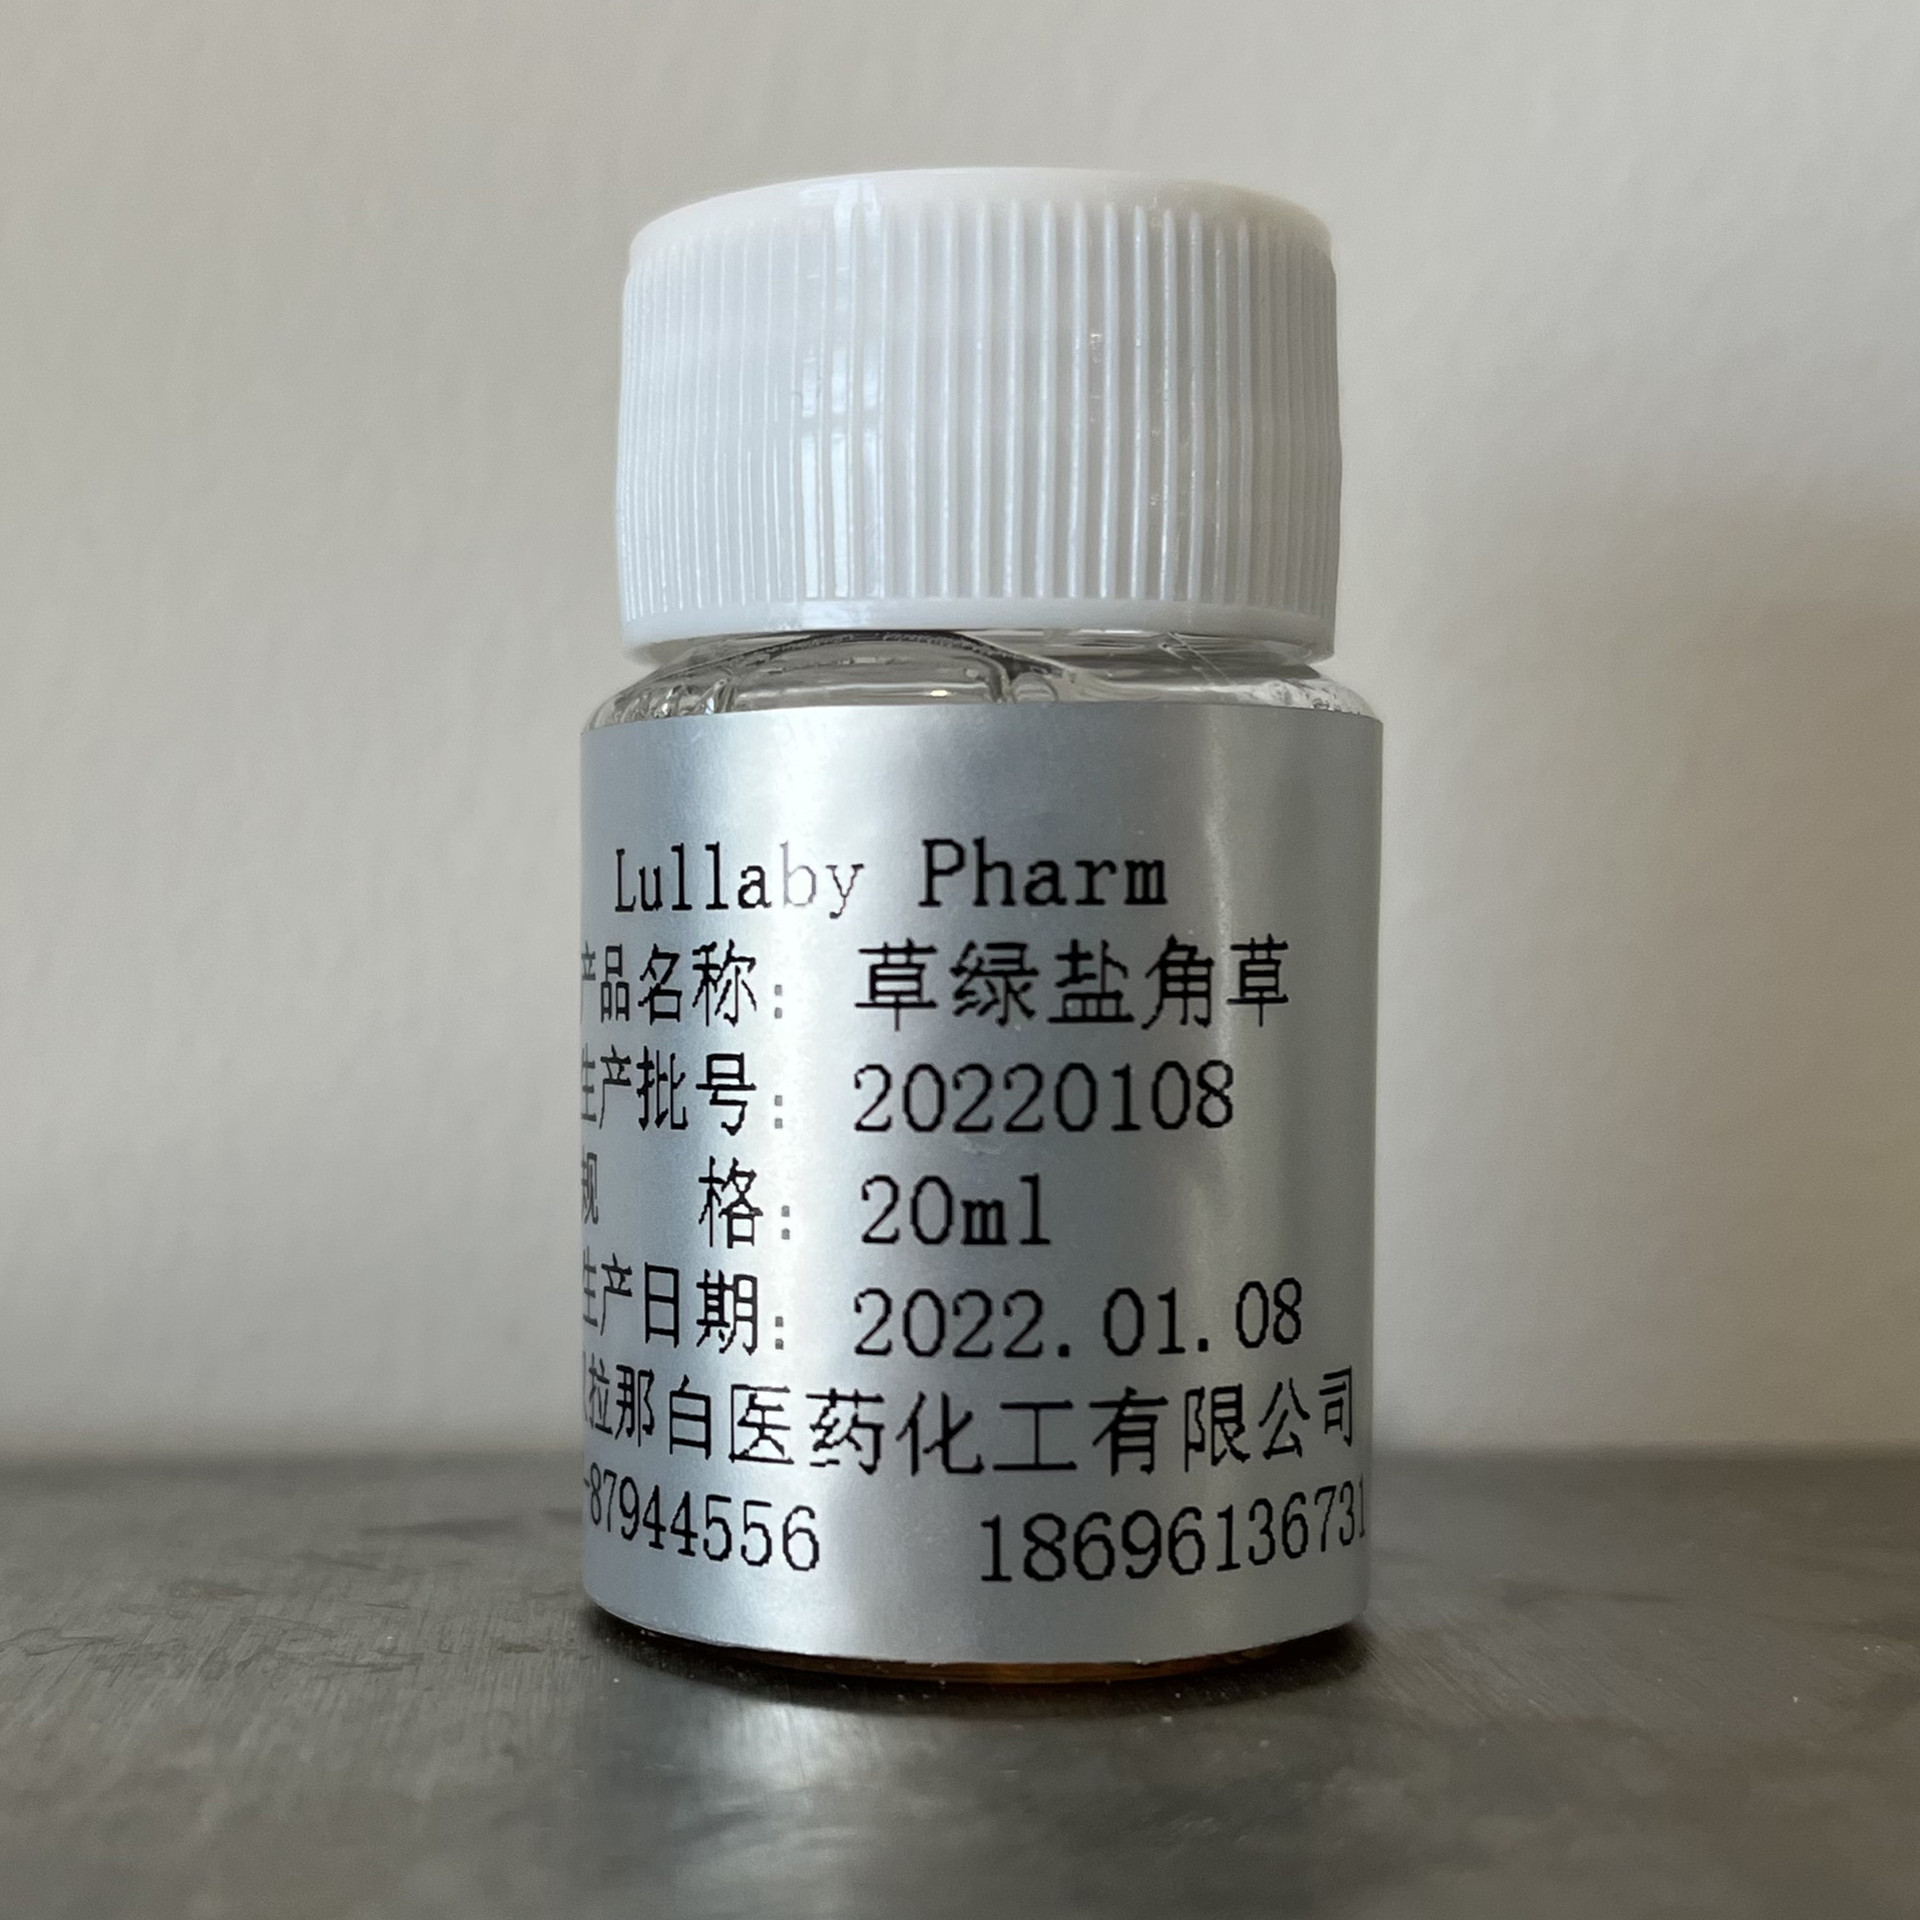 Lullaby Pharm
产品名称: 草绿盐角草
生产批号: 20220108
规 格: 20ml
生产日期: 2022.01.08
拉那白医药化工有限公司
-87944556 18696136731